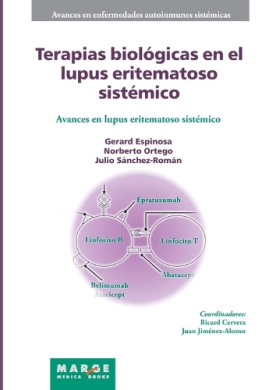 Avances en enfermedades autoinmunes sistémicas
Terapias biológicas en el
lupus eritematoso
sistémico
Avances en lupus eritematoso sistémico
Gerard Espinosa
Norberto Ortego
Julio Sánchez-Román
Epratuzumab
Linfocito B
Linfocito T
Abatacept
Belimumab
Atacicept
Coordinadores:
Ricard Cervera
Juan Jiménez-Alonso
MARGE
MEDICA BOOKS